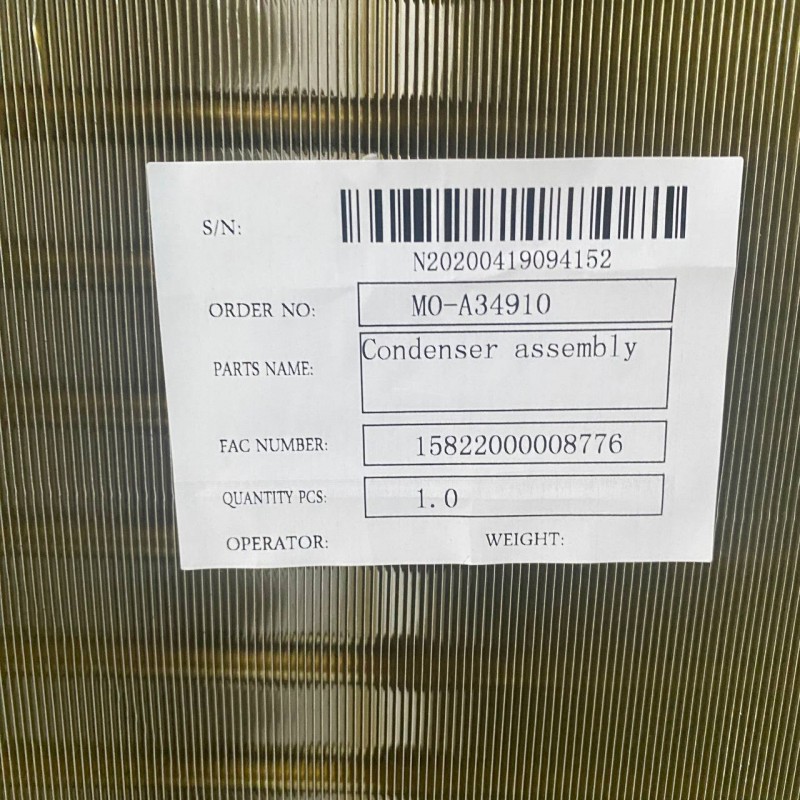 S/N:
N20200419094152
ORDER NO: MO-A34910
PARTS NAME: Condenser assembly
FAC NUMBER: 15822000008776
QUANTITY PCS: 1.0
OPERATOR: WEIGHT: